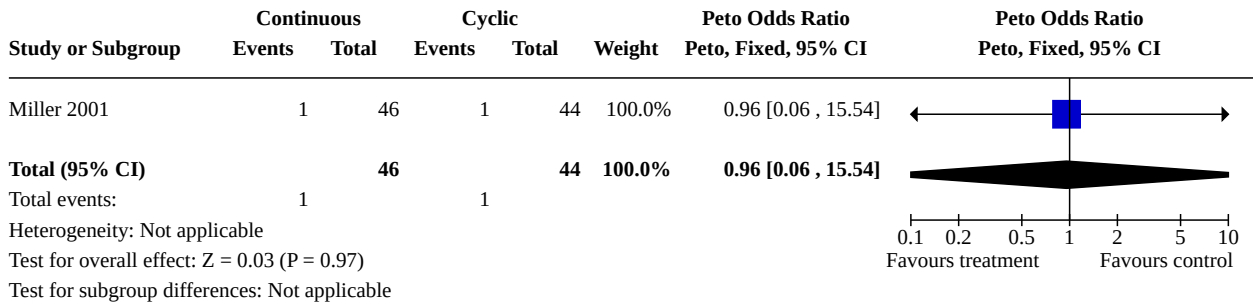 Continuous Cyclic Peto Odds Ratio Peto Odds Ratio
Study or Subgroup Events Total Events Total Weight Peto, Fixed, 95% CI Peto, Fixed, 95% CI
Miller 2001 1 46 1 44 100.0% 0.96 [0.06 , 15.54]
Total (95% CI) 46 44 100.0% 0.96 [0.06 , 15.54]
Total events: 1 1
Heterogeneity: Not applicable
0.1 0.2 0.5 1 2 5 10
Test for overall effect: Z = 0.03 (P = 0.97)
Favours treatment Favours control
Test for subgroup differences: Not applicable